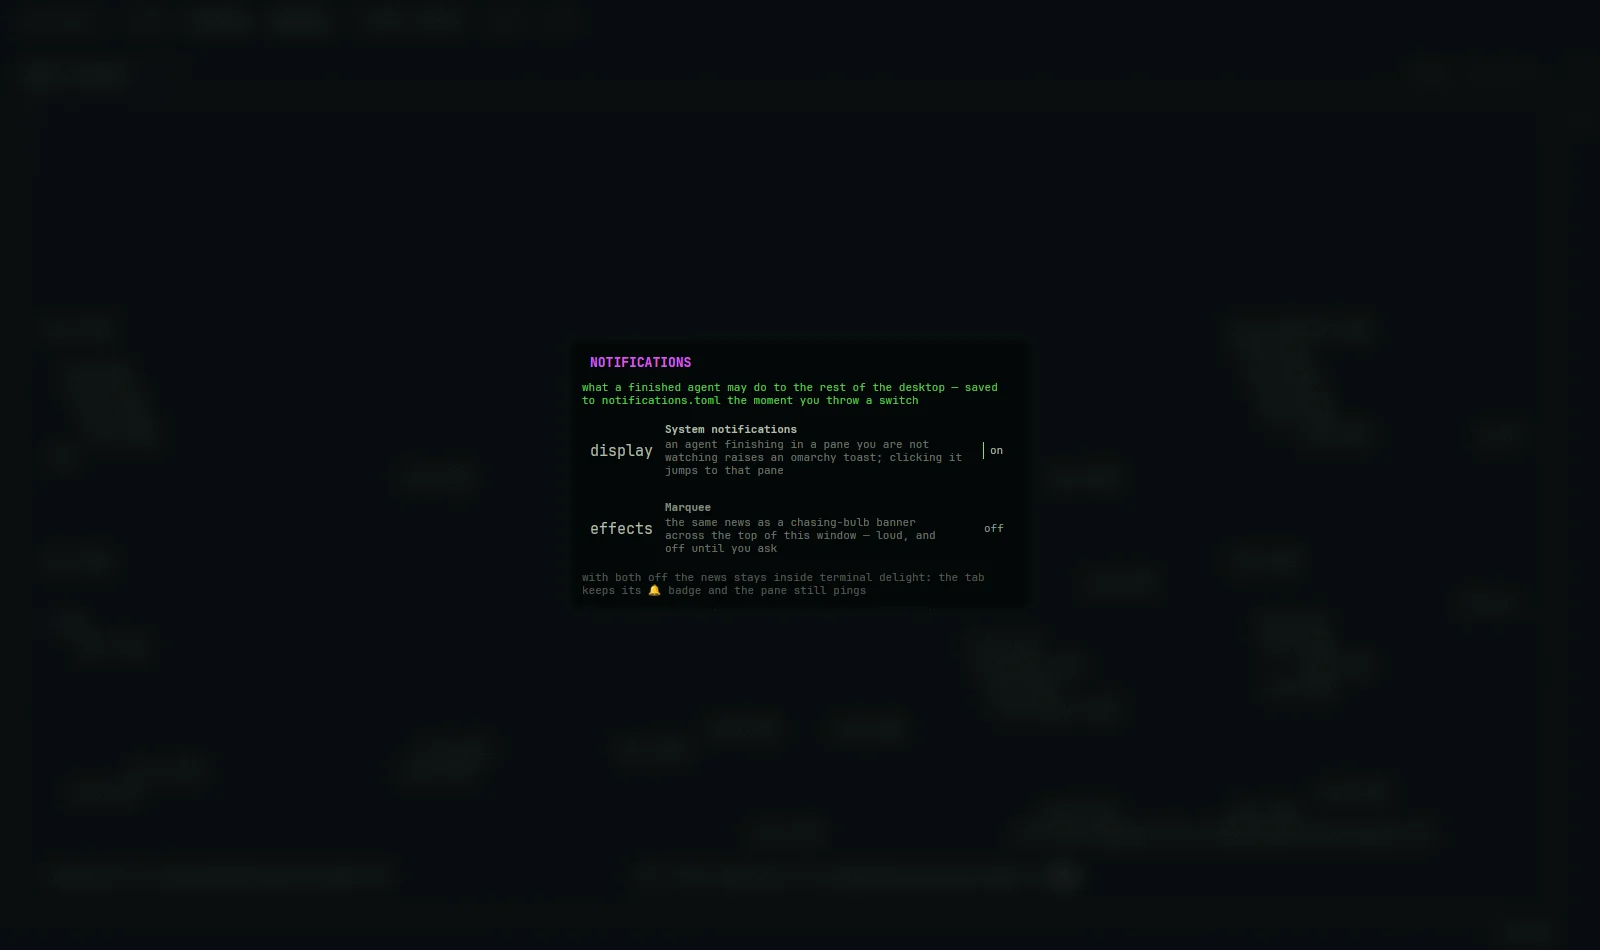 NOTIFICATIONS
what a finished agent may do to the rest of the desktop — saved
to notifications.toml the moment you throw a switch
System notifications
display
an agent finishing in a pane you are not
watching raises an omarchy toast; clicking it
jumps to that pane
on
Marquee
effects
the same news as a chasing-bulb banner
across the top of this window — loud, and
off until you ask
off
with both off the news stays inside terminal delight: the tab
keeps its 🔔 badge and the pane still pings